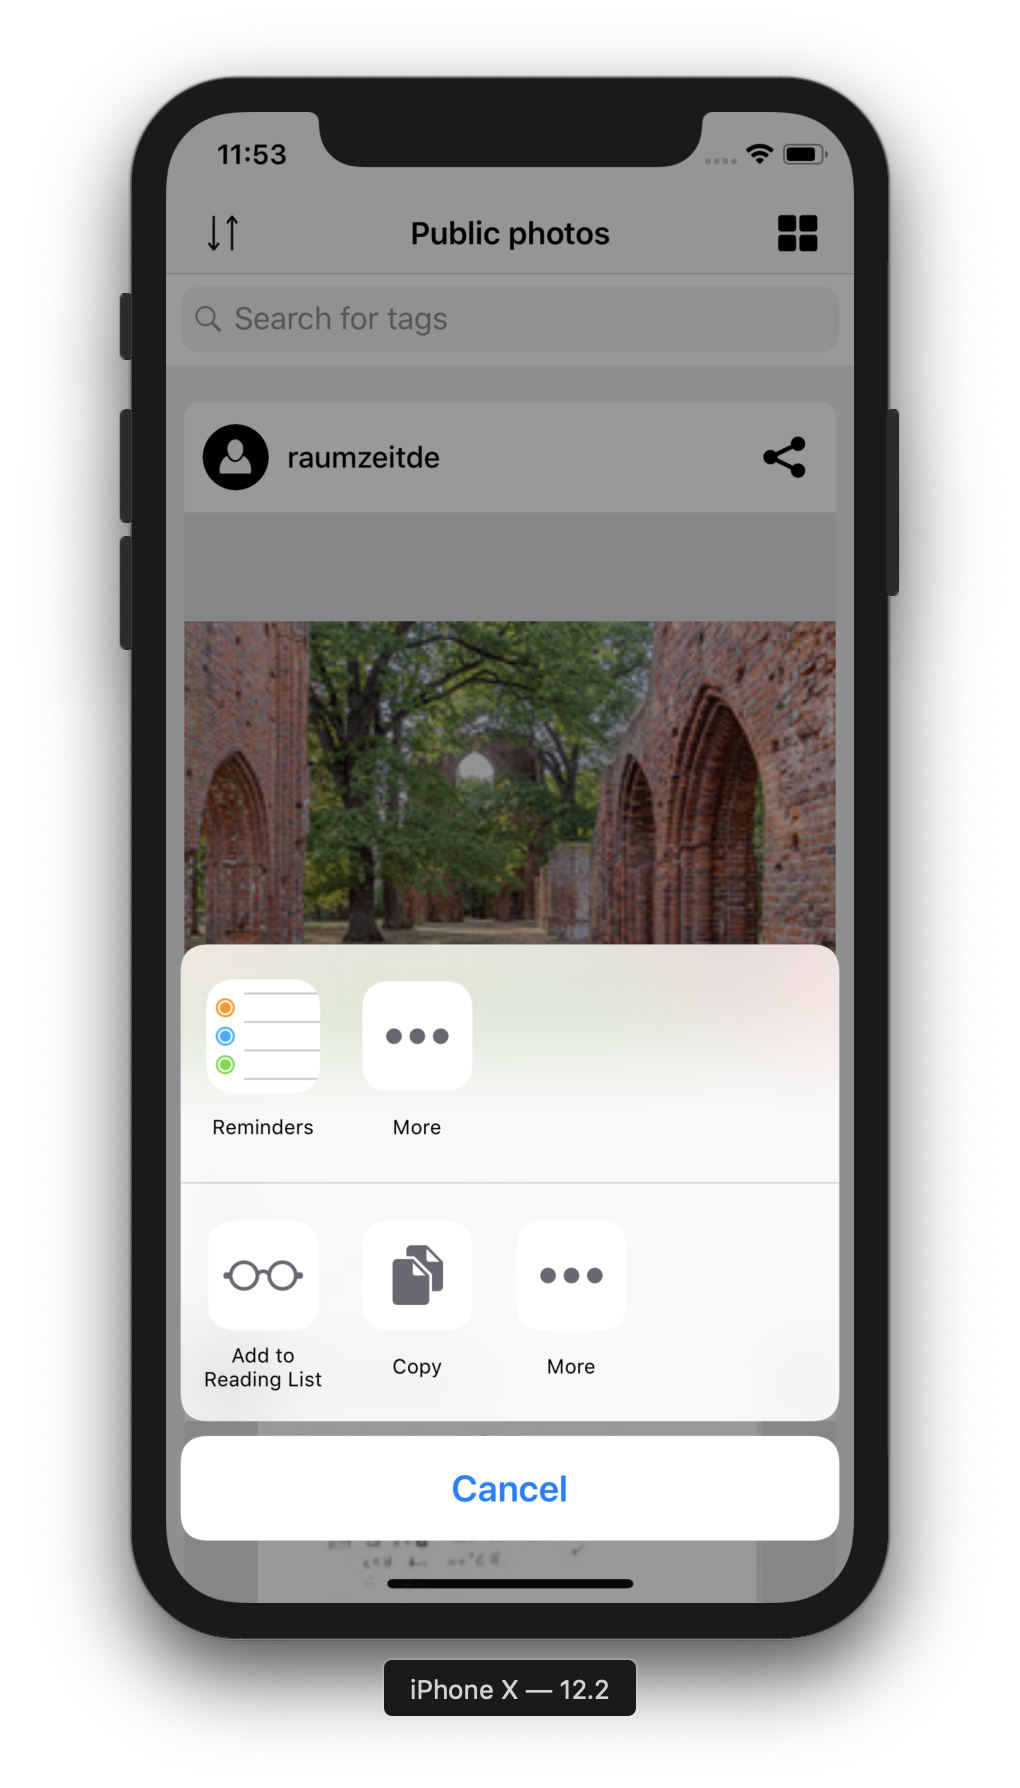 11:53
Public photos
Search for tags
raumzeitde
Reminders
More
Add to
Reading List
Copy
More
Cancel
iPhone X — 12.2